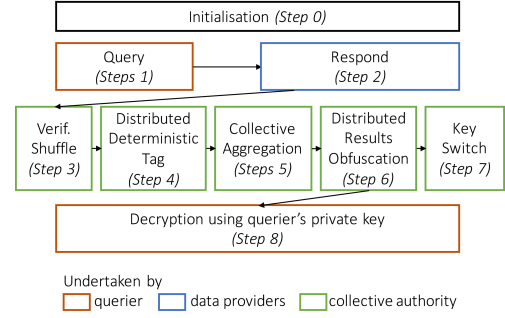 Initialisation (Step 0)
Query
(Steps 1)
Respond
(Step 2)
Verif.
Shuffle
(Step 3)
Distributed
Deterministic
Tag
(Step 4)
Collective
Aggregation
(Steps 5)
Distributed
Results
Obfuscation
(Step 6)
Key
Switch
(Step 7)
Decryption using querier's private key
(Step 8)
Undertaken by
querier
data providers
collective authority